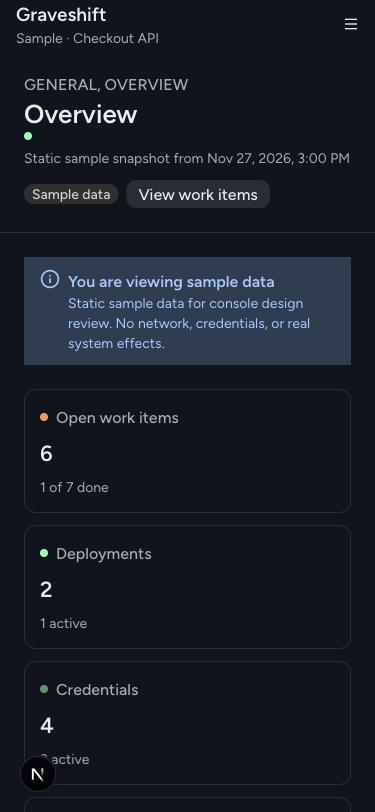 Graveshift
Sample · Checkout API
GENERAL, OVERVIEW
Overview
Static sample snapshot from Nov 27, 2026, 3:00 PM
Sample data
View work items
You are viewing sample data
Static sample data for console design
review. No network, credentials, or real
system effects.
Open work items
6
1 of 7 done
Deployments
2
1 active
Credentials
4
active
N